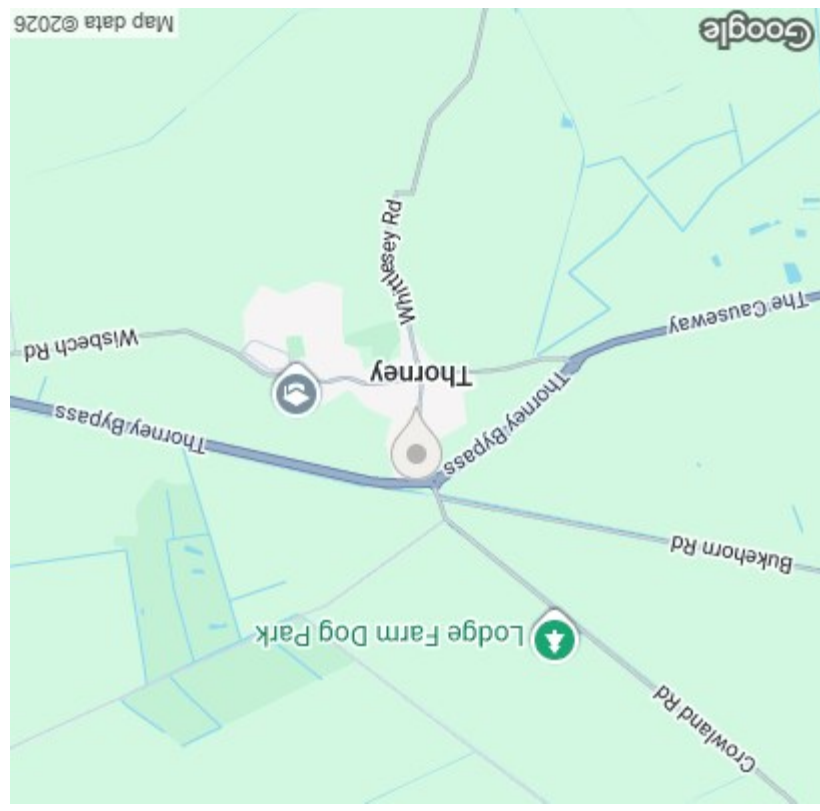 Crowland Rd
Lodge Farm Dog Park
Bukehorn Rd
Thorney Bypass
Thorney Bypass
Thorney
The Causeway
Wisbech Rd
Whittlesey Rd
Google
Map data ©2026